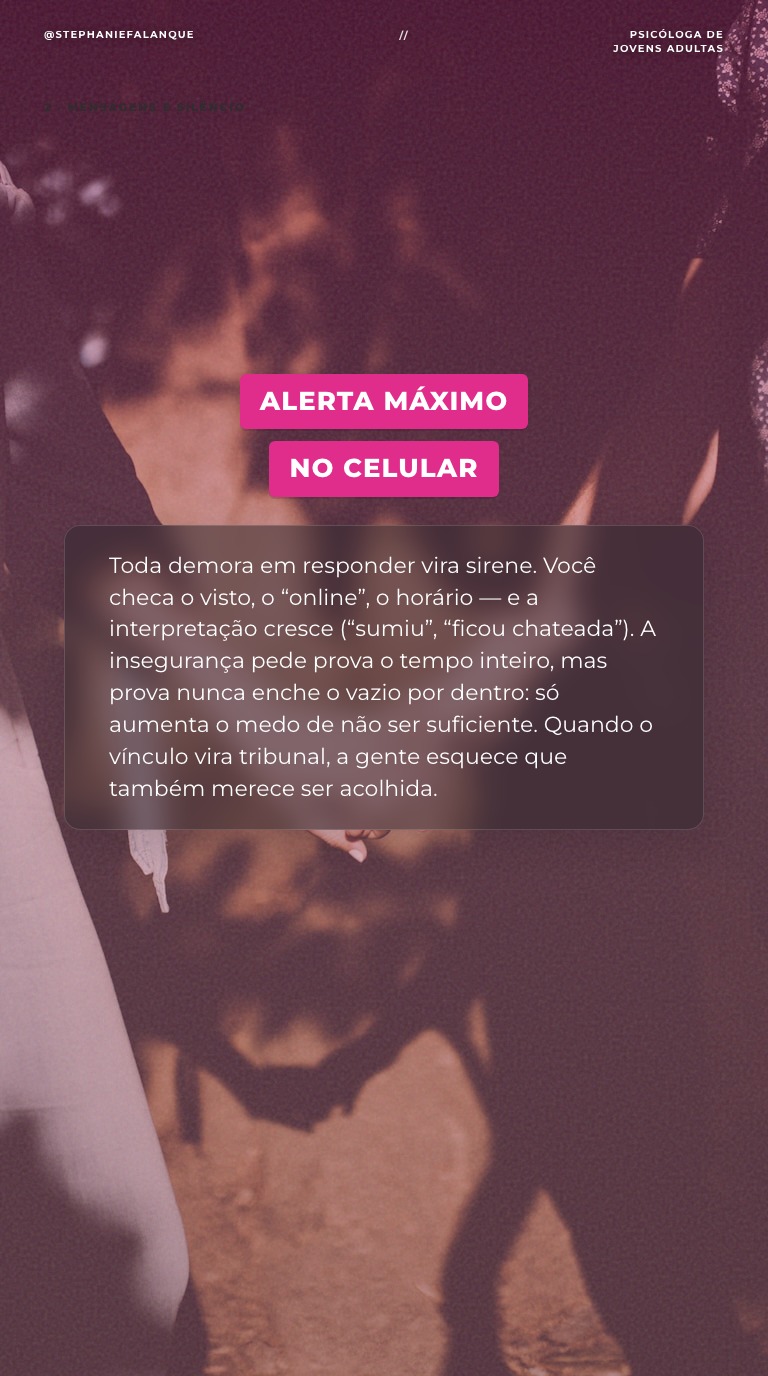 @STEPHANIEFALANQUE
//
PSICÓLOGA DE
JOVENS ADULTAS
ALERTA MÁXIMO
NO CELULAR
Toda demora em responder vira sirene. Você
checa o visto, o “online”, o horário — e a
interpretação cresce (“sumiu”, “ficou chateada”). A
insegurança pede prova o tempo inteiro, mas
prova nunca enche o vazio por dentro: só
aumenta o medo de não ser suficiente. Quando o
vínculo vira tribunal, a gente esquece que
também merece ser acolhida.